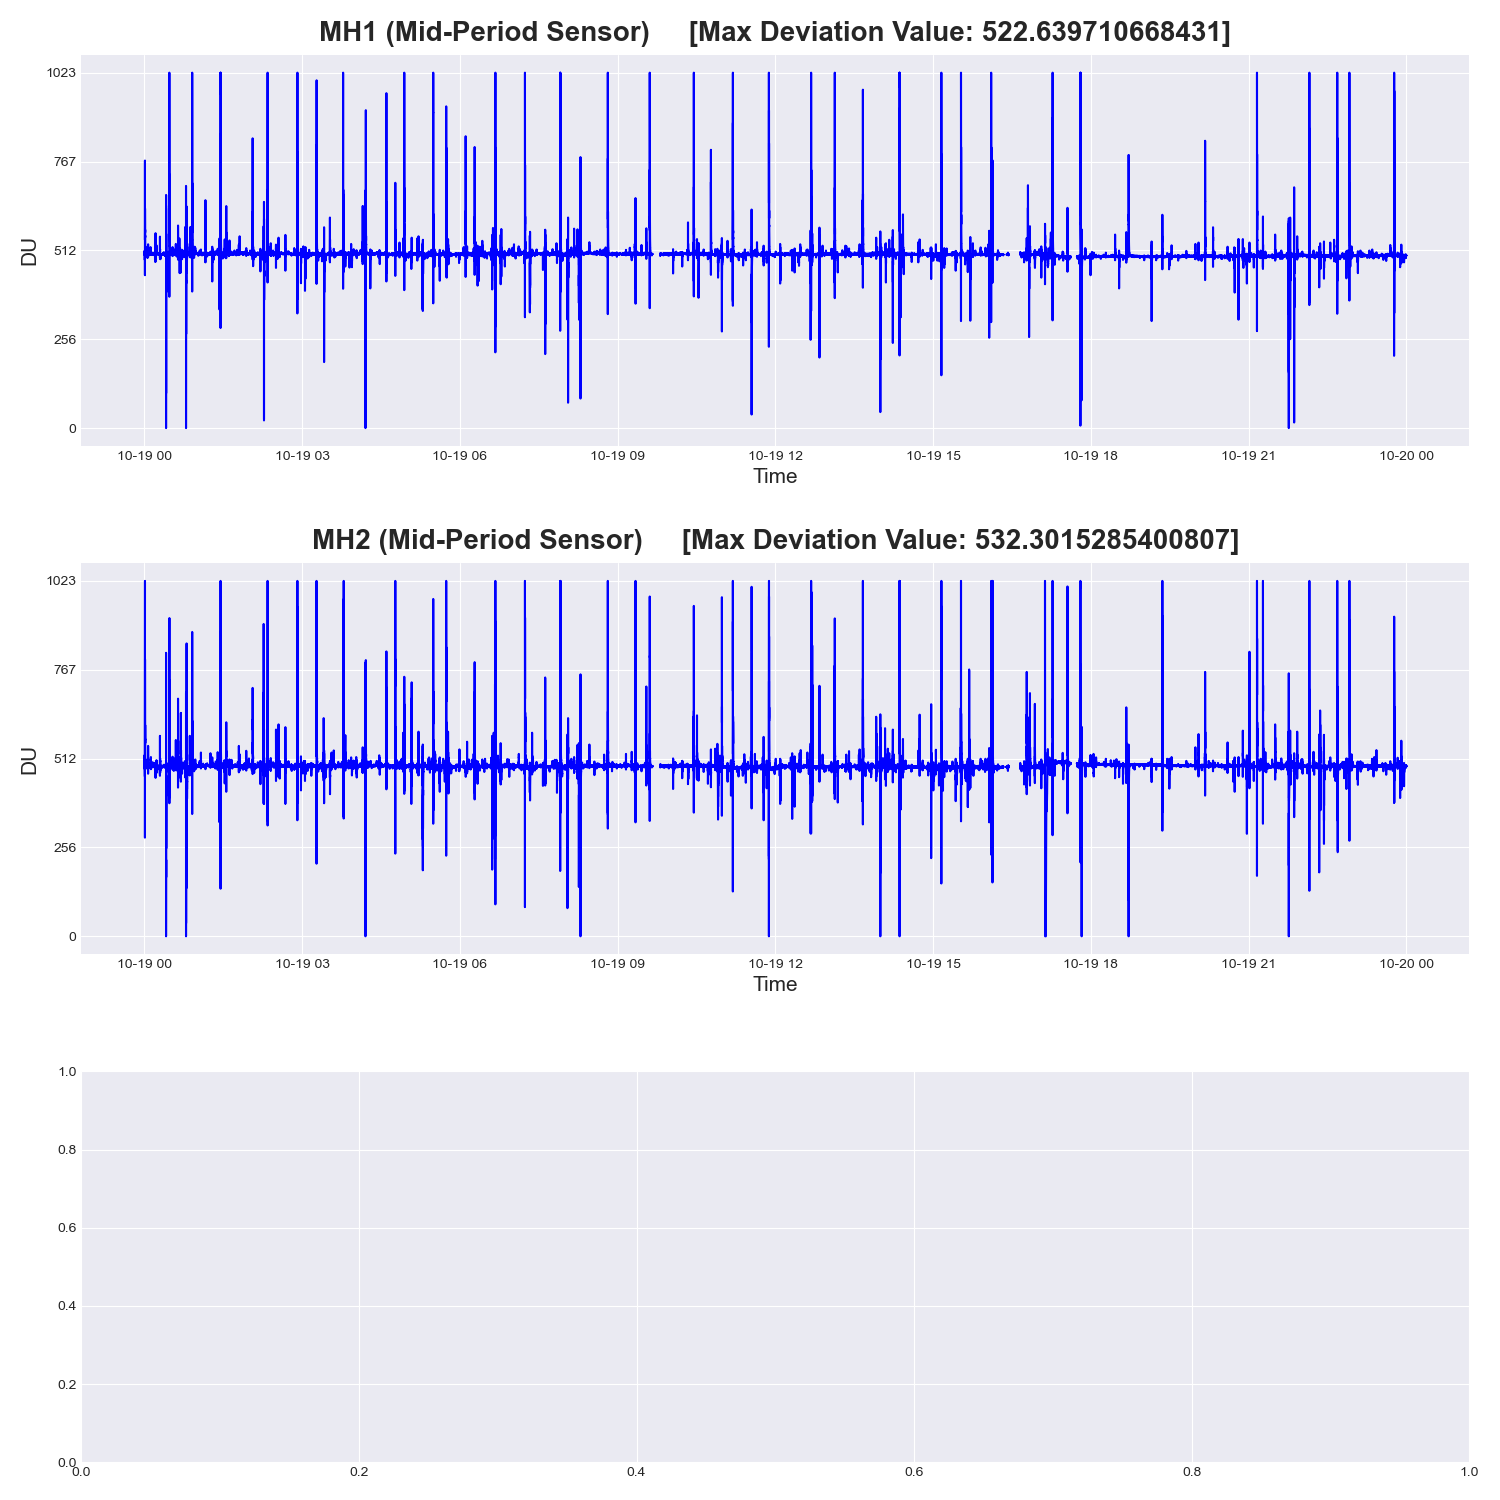 MH1 (Mid-Period Sensor) [Max Deviation Value: 522.639710668431]
1023
767
512
256
0
DU
10-19 00 10-19 03 10-19 06 10-19 09 10-19 12 10-19 15 10-19 18 10-19 21 10-20 00
Time
MH2 (Mid-Period Sensor) [Max Deviation Value: 532.3015285400807]
1023
767
512
256
0
DU
10-19 00 10-19 03 10-19 06 10-19 09 10-19 12 10-19 15 10-19 18 10-19 21 10-20 00
Time
1.0
0.8
0.6
0.4
0.2
0.0
0.0 0.2 0.4 0.6 0.8 1.0